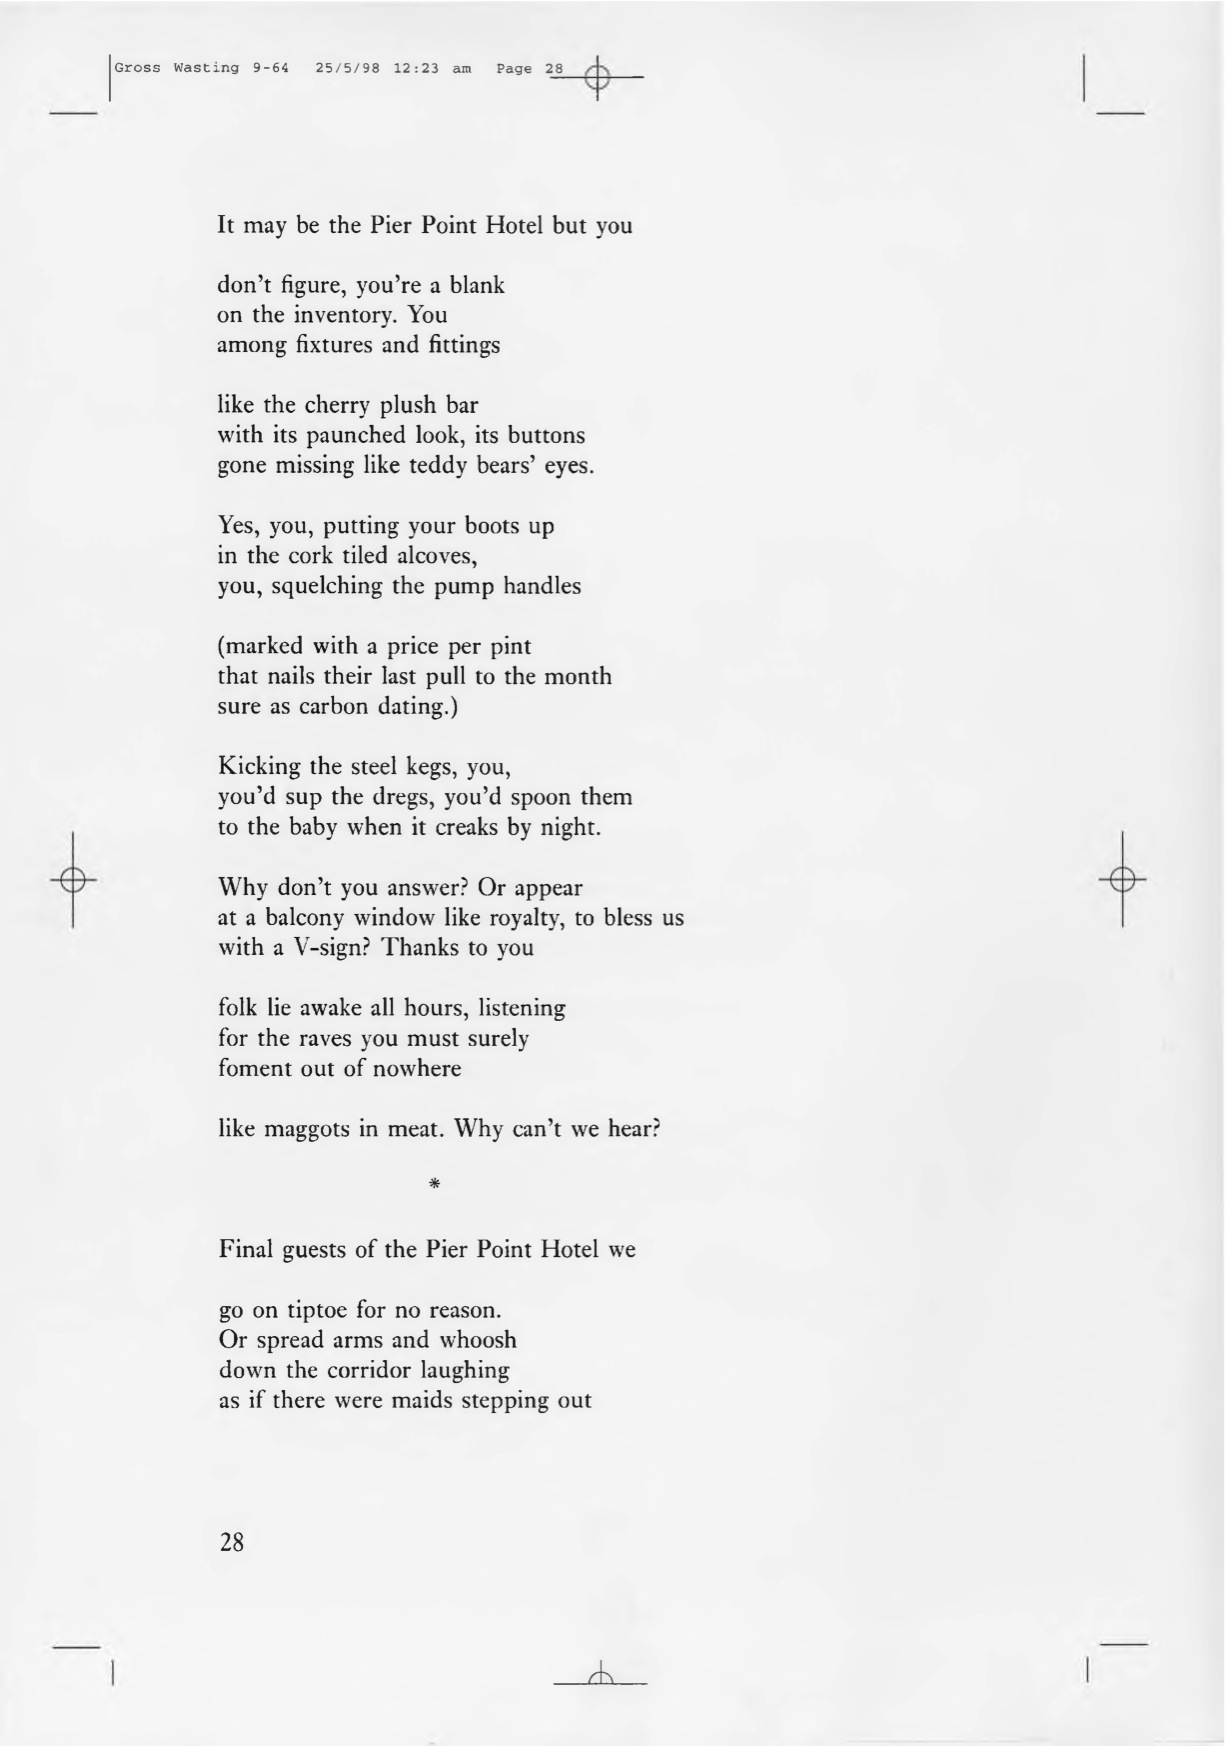 Gross Wasting 9-64 25/5/98 12:23 am Page 28
It may be the Pier Point Hotel but you
don't figure, you're a blank
on the inventory. You
among fixtures and fittings
like the cherry plush bar
with its paunched look, its buttons
gone missing like teddy bears' eyes.
Yes, you, putting your boots up
in the cork tiled alcoves,
you, squelching the pump handles
(marked with a price per pint
that nails their last pull to the month
sure as carbon dating.)
Kicking the steel kegs, you,
you'd sup the dregs, you'd spoon them
to the baby when it creaks by night.
Why don't you answer? Or appear
at a balcony window like royalty, to bless us
with a V-sign? Thanks to you
folk lie awake all hours, listening
for the raves you must surely
foment out of nowhere
like maggots in meat. Why can't we hear?
*
Final guests of the Pier Point Hotel we
go on tiptoe for no reason.
Or spread arms and whoosh
down the corridor laughing
as if there were maids stepping out
28